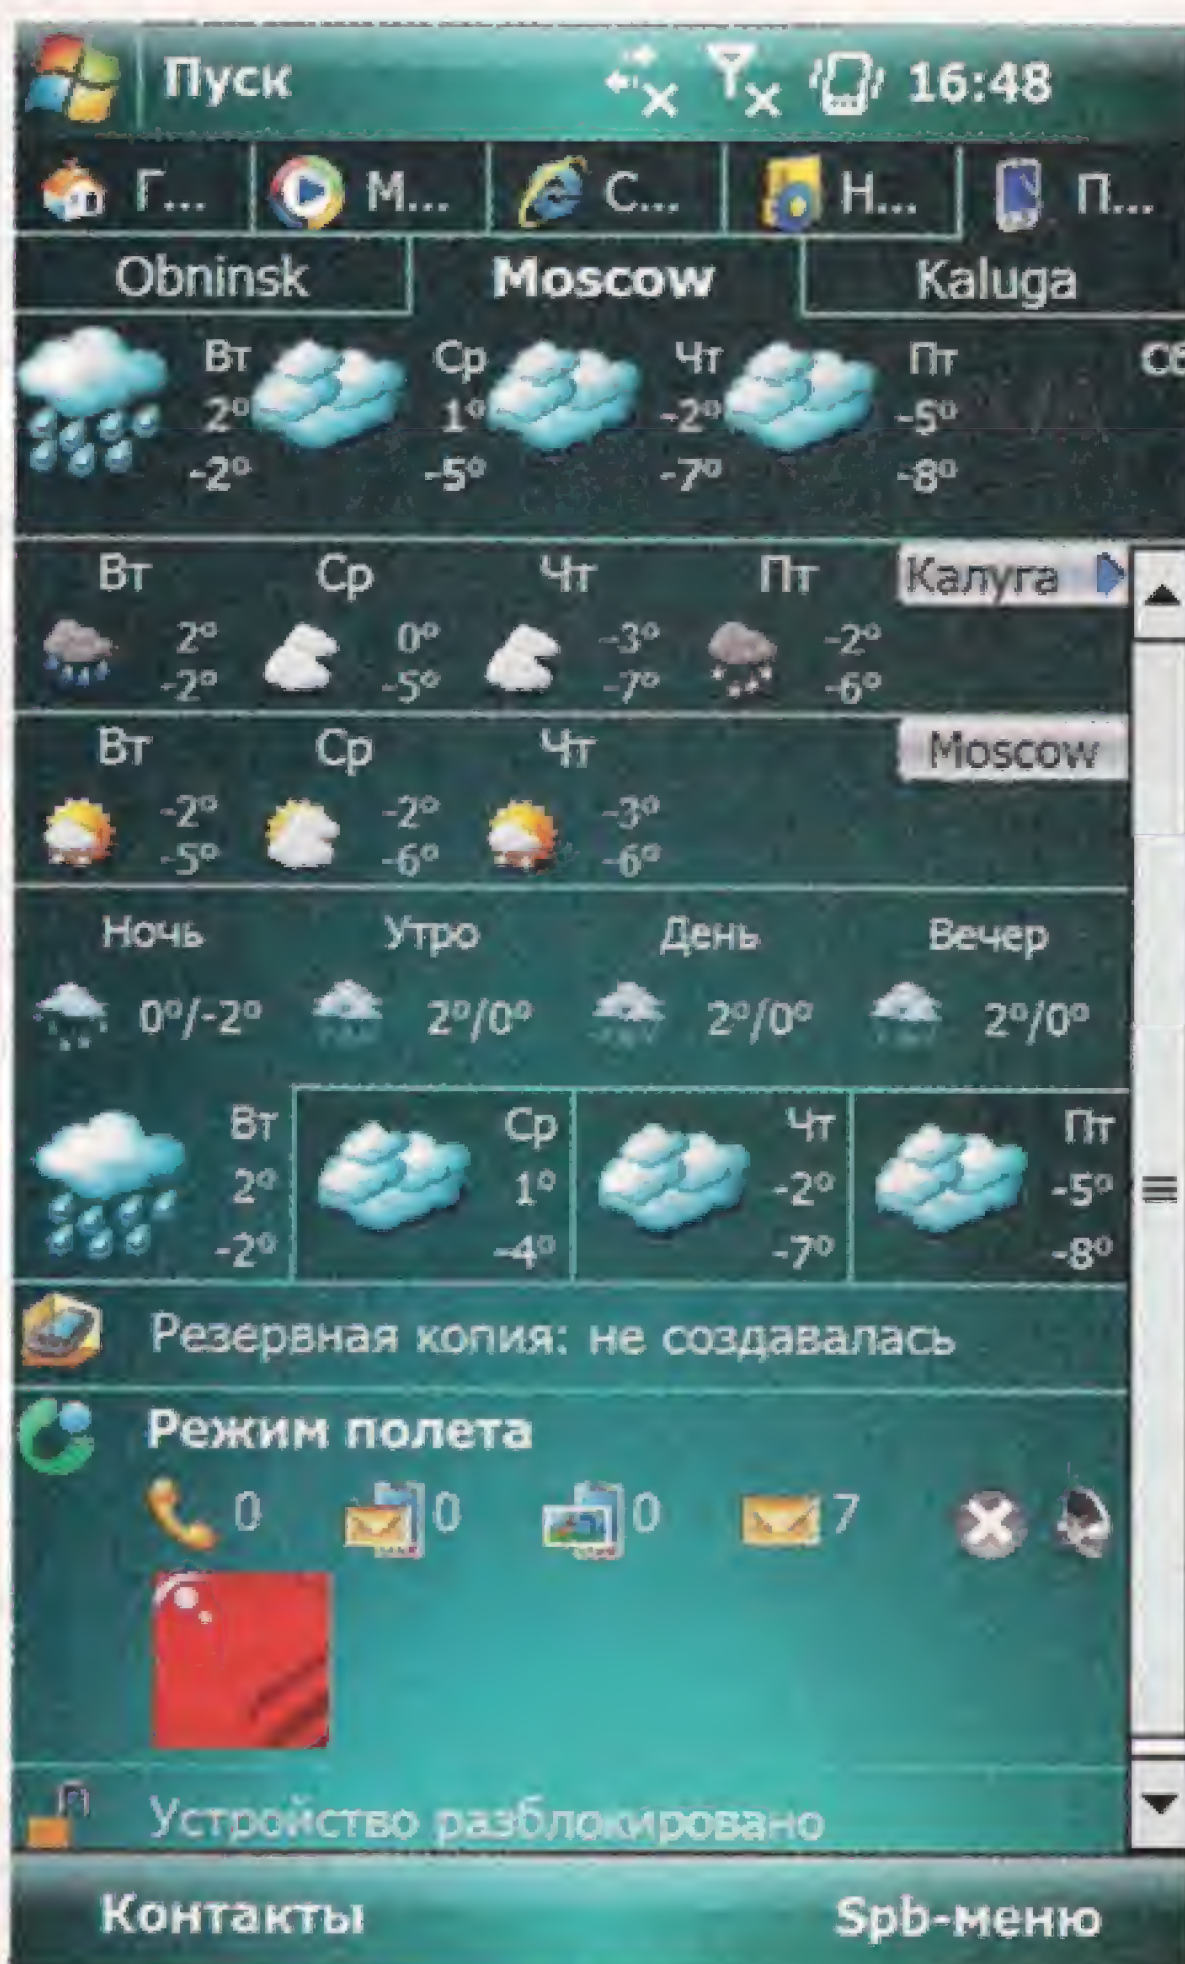 Пуск 16:48
Г... М... С... Н... П...
Obninsk Moscow Kaluga
Вт Ср Чт Пт Сб
2° 1° -2° -5°
-2° -5° -7° -8°
Вт Ср Чт Пт Калуга
2° 0° -3° -2°
-2° -5° -7° -6°
Вт Ср Чт Moscow
-2° -2° -3°
-5° -6° -6°
Ночь Утро День Вечер
0°/-2° 2°/0° 2°/0° 2°/0°
Вт Ср Чт Пт
2° 1° -2° -5°
-2° -4° -7° -8°
Резервная копия: не создавалась
Режим полета
0 0 0 7
Устройство разблокировано
Контакты Spb-меню